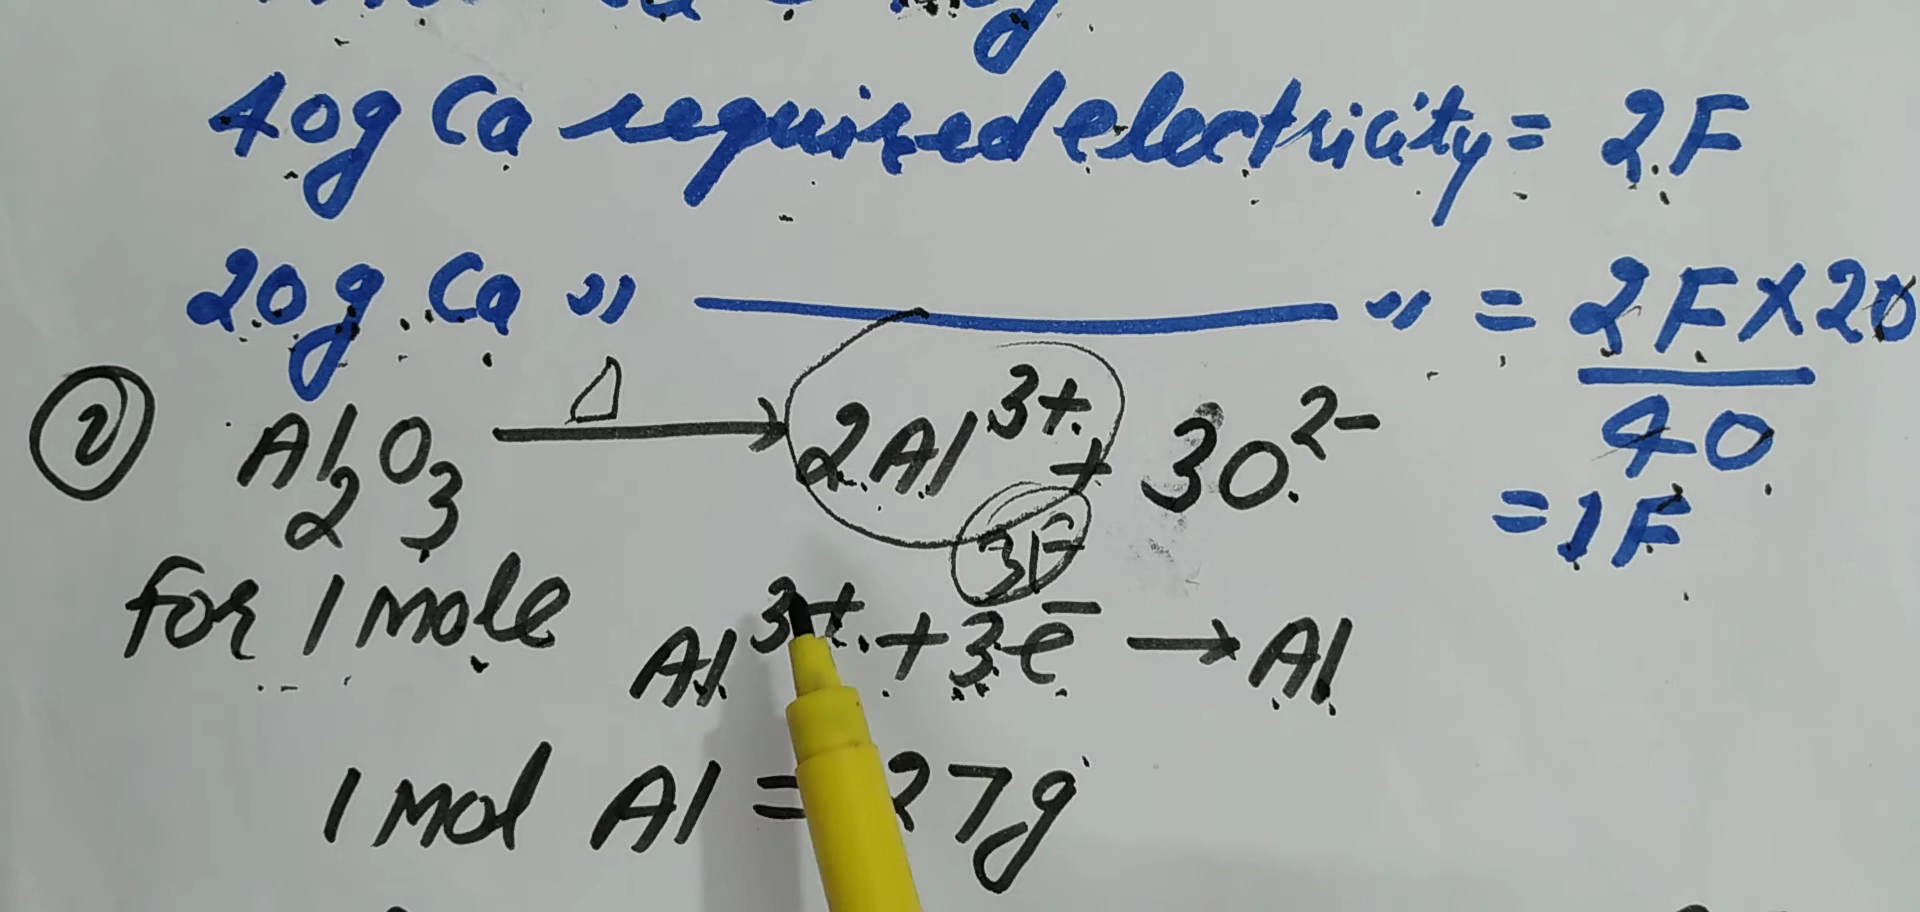 40g Ca required electricity = 2F
20g Ca " ——— " = 2F×20
40
= 1F
② Al2O3 —Δ→ 2Al3+ + 3O2-
3F
for 1 mole Al3+ + 3e- → Al
1 mol Al = 27g